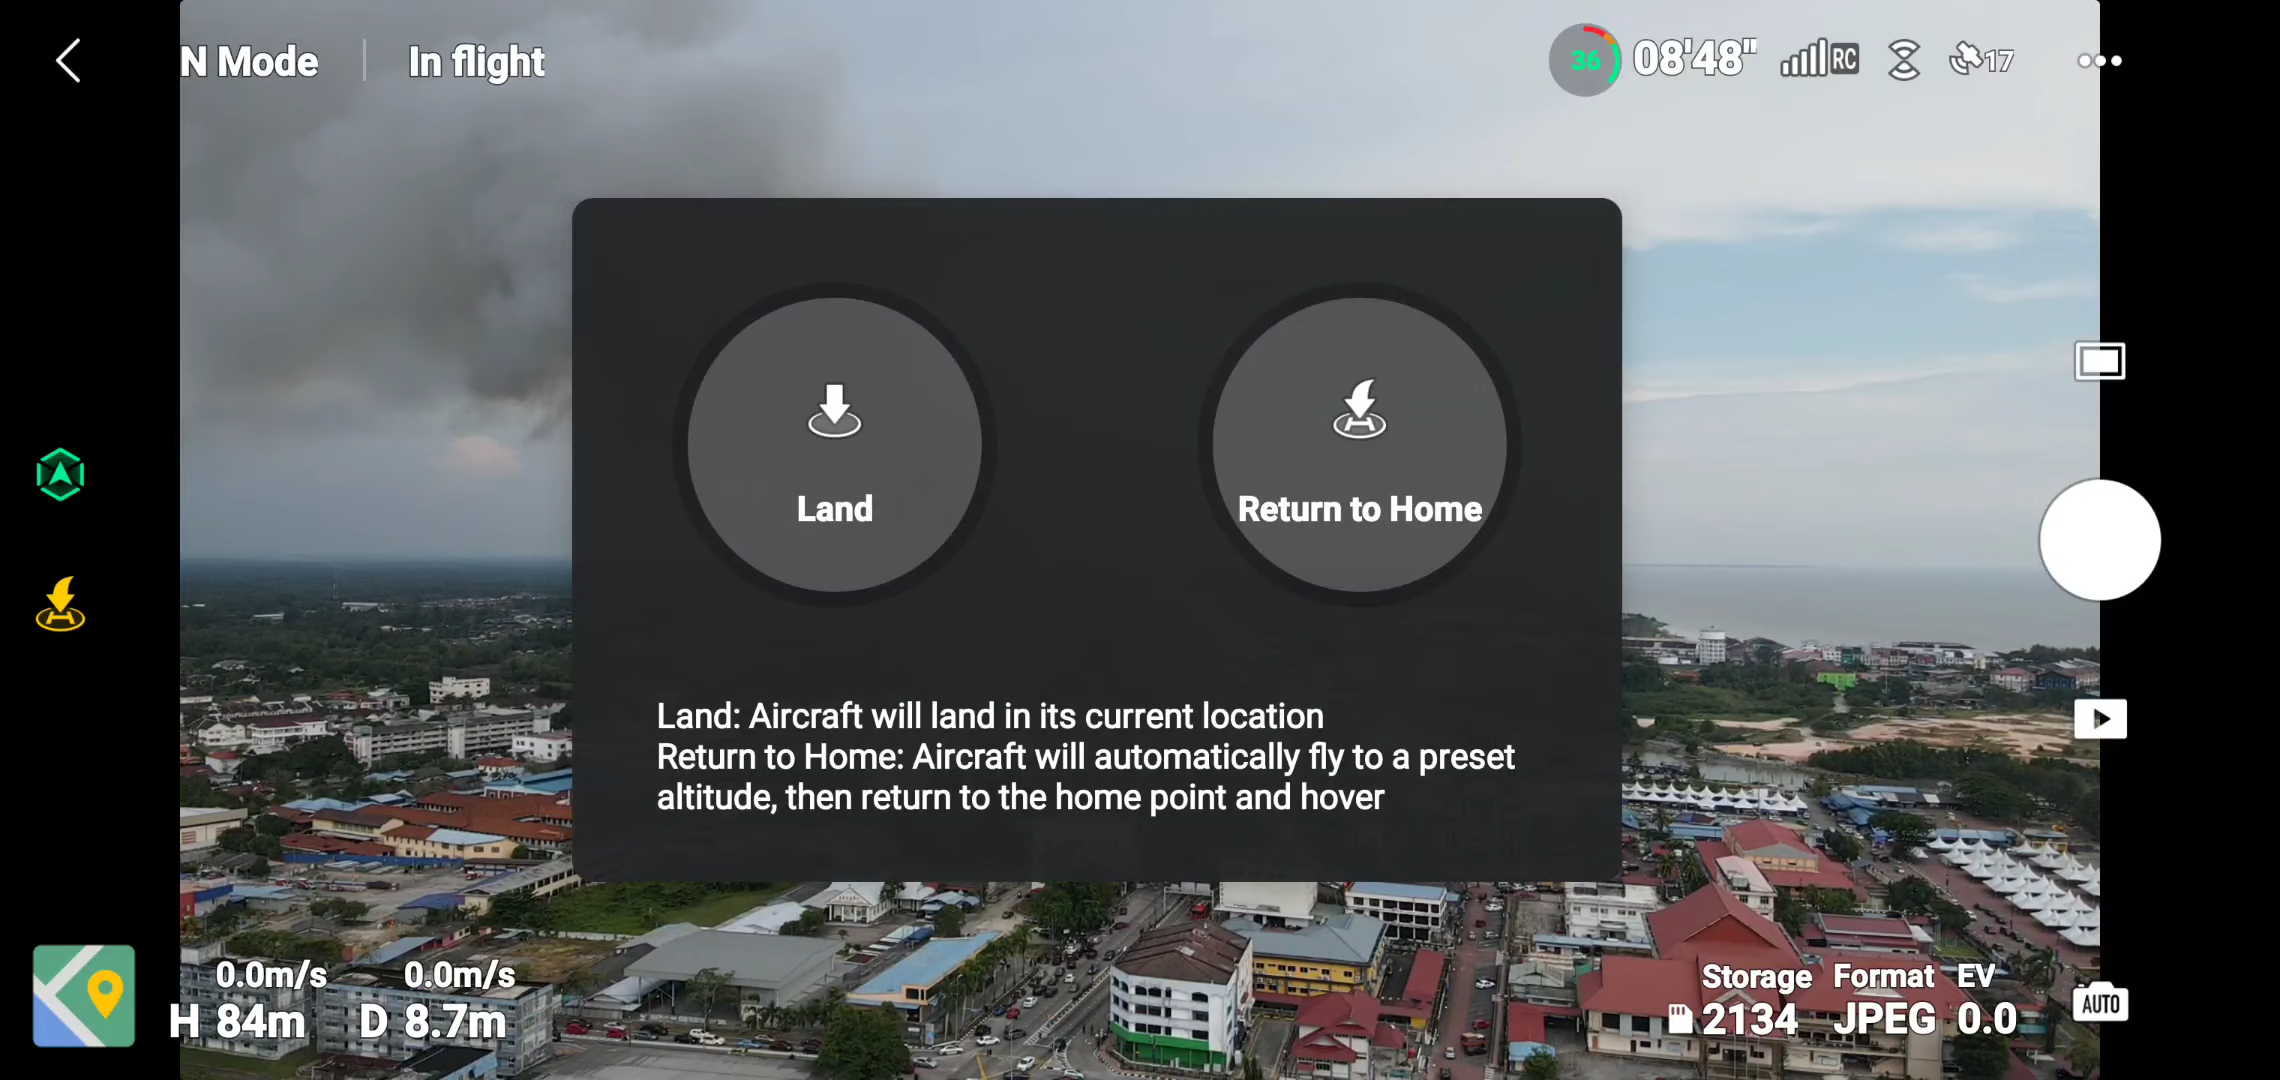 N Mode
In flight
36
08'48"
RC
17
Land
Return to Home
Land: Aircraft will land in its current location
Return to Home: Aircraft will automatically fly to a preset
altitude, then return to the home point and hover
0.0m/s 0.0m/s
H 84m D 8.7m
Storage Format EV
2134 JPEG 0.0
AUTO